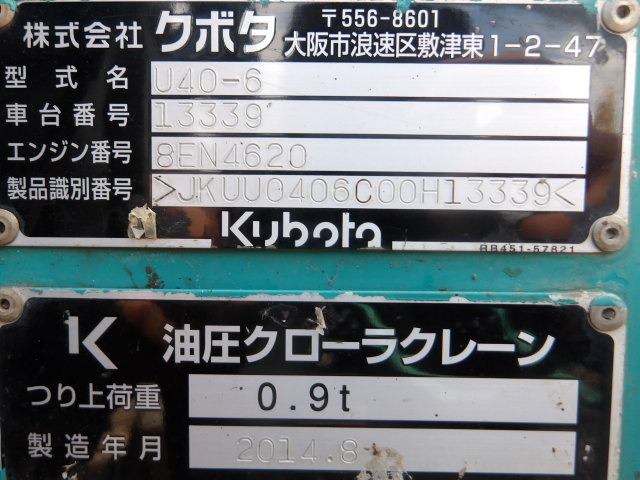 株式会社 クボタ 〒556-8601
大阪市浪速区敷津東1-2-47
型式名 U40-6
車台番号 13339
エンジン番号 8EN4620
製品識別番号 >JKUU0406C00H13339<
Kubota
RB451-57821
K 油圧クローラクレーン
つり上荷重 0.9t
製造年月 2014.8